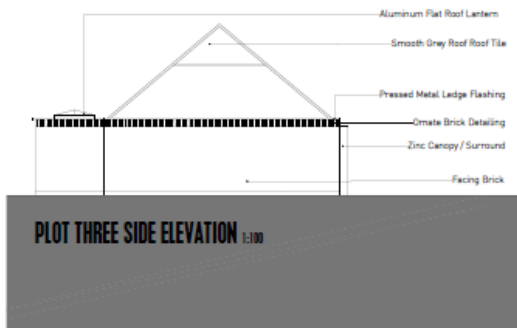 Aluminum Flat Roof Lantern
Smooth Grey Roof Roof Tile
Pressed Metal Ledge Flashing
Ornate Brick Detailing
Zinc Canopy / Surround
Facing Brick
PLOT THREE SIDE ELEVATION 1:100